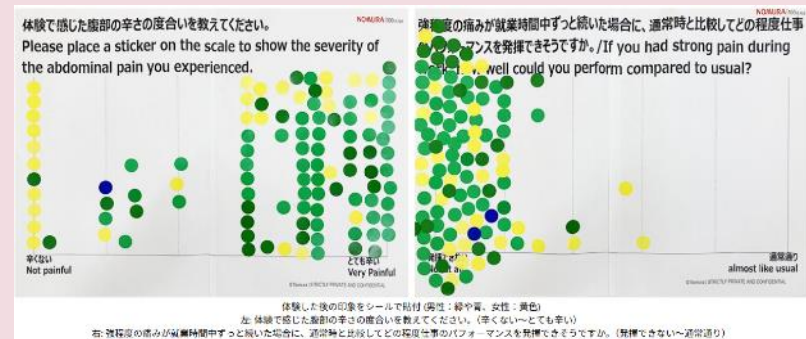 NOMURA
体験で感じた腹部の辛さの度合いを教えてください。
Please place a sticker on the scale to show the severity of
the abdominal pain you experienced.
辛くない
Not painful
とても辛い
Very Painful
NOMURA
強程度の痛みが就業時間中ずっと続いた場合に、通常時と比較してどの程度仕事
パフォーマンスを発揮できそうですか。/If you had strong pain during
well could you perform compared to usual?
通常通り
almost like usual
体験した後の印象をシールで貼付 (男性:緑や青、女性:黄色)
左: 体験で感じた腹部の辛さの度合いを教えてください。(辛くない~とても辛い)
右: 強程度の痛みが就業時間中ずっと続いた場合に、通常時と比較してどの程度仕事のパフォーマンスを発揮できそうですか。(発揮できない~通常通り)